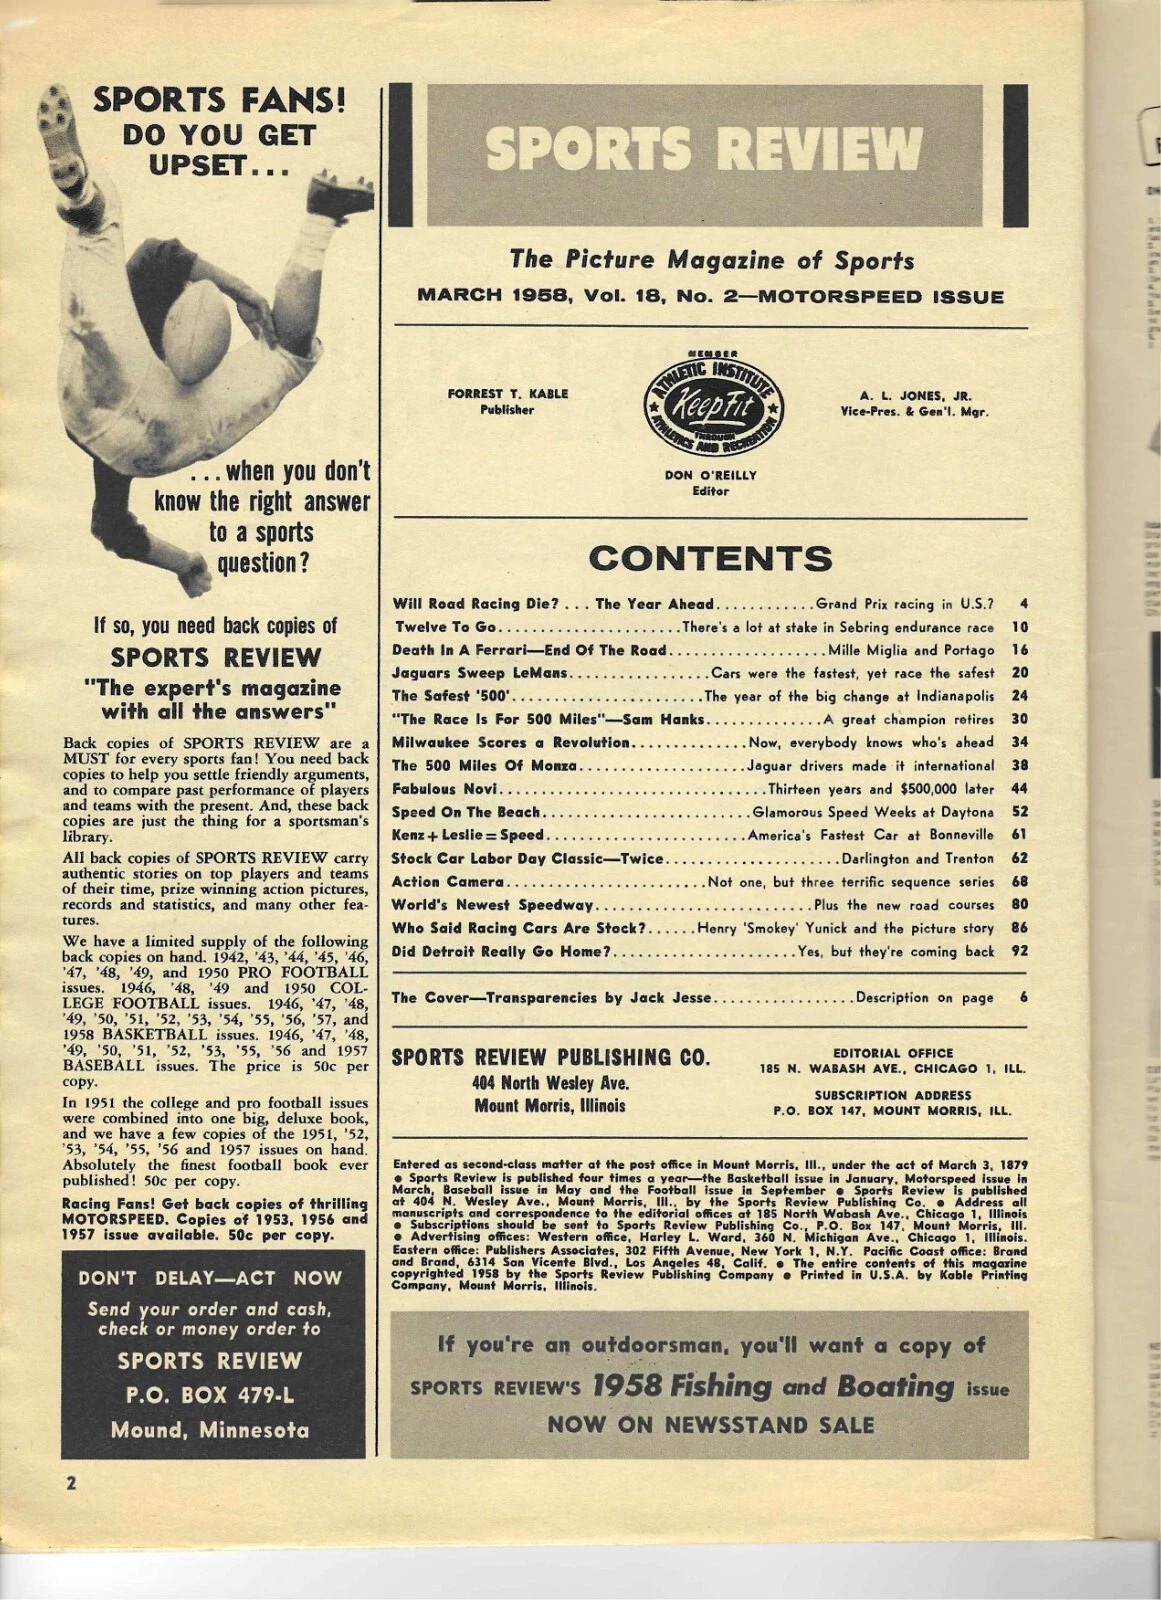 SPORTS FANS!
DO YOU GET
UPSET...
...when you don't
know the right answer
to a sports
question?
If so, you need back copies of
SPORTS REVIEW
"The expert's magazine
with all the answers"
Back copies of SPORTS REVIEW are a
MUST for every sports fan! You need back
copies to help you settle friendly arguments,
and to compare past performance of players
and teams with the present. And, these back
copies are just the thing for a sportsman's
library.
All back copies of SPORTS REVIEW carry
authentic stories on top players and teams
of their time, prize winning action pictures,
records and statistics, and many other fea-
tures.
We have a limited supply of the following
back copies on hand. 1942, '43, '44, '45, '46,
'47, '48, '49, and 1950 PRO FOOTBALL
issues. 1946, '48, '49 and 1950 COL-
LEGE FOOTBALL issues. 1946, '47, '48,
'49, '50, '51, '52, '53, '54, '55, '56, '57, and
1958 BASKETBALL issues. 1946, '47, '48,
'49, '50, '51, '52, '53, '55, '56 and 1957
BASEBALL issues. The price is 50c per
copy.
In 1951 the college and pro football issues
were combined into one big, deluxe book,
and we have a few copies of the 1951, '52,
'53, '54, '55, '56 and 1957 issues on hand.
Absolutely the finest football book ever
published! 50c per copy.
Racing Fans! Get back copies of thrilling
MOTORSPEED. Copies of 1953, 1956 and
1957 issue available. 50c per copy.
DON'T DELAY—ACT NOW
Send your order and cash,
check or money order to
SPORTS REVIEW
P.O. BOX 479-L
Mound, Minnesota
2
SPORTS REVIEW
The Picture Magazine of Sports
MARCH 1958, Vol. 18, No. 2—MOTORSPEED ISSUE
FORREST T. KABLE
Publisher
MEMBER
ATHLETIC INSTITUTE
Keep Fit
THROUGH
ATHLETICS AND RECREATION
A. L. JONES, JR.
Vice-Pres. & Gen'l. Mgr.
DON O'REILLY
Editor
CONTENTS
Will Road Racing Die? . . . The Year Ahead............Grand Prix racing in U.S.? 4
Twelve To Go......................There's a lot at stake in Sebring endurance race 10
Death In A Ferrari—End Of The Road...................Mille Miglia and Portago 16
Jaguars Sweep LeMans.................Cars were the fastest, yet race the safest 20
The Safest '500'.......................The year of the big change at Indianapolis 24
"The Race Is For 500 Miles"—Sam Hanks..............A great champion retires 30
Milwaukee Scores a Revolution..............Now, everybody knows who's ahead 34
The 500 Miles Of Monza....................Jaguar drivers made it international 38
Fabulous Novi................................Thirteen years and $500,000 later 44
Speed On The Beach.........................Glamorous Speed Weeks at Daytona 52
Kenz + Leslie = Speed........................America's Fastest Car at Bonneville 61
Stock Car Labor Day Classic—Twice.....................Darlington and Trenton 62
Action Camera........................Not one, but three terrific sequence series 68
World's Newest Speedway..........................Plus the new road courses 80
Who Said Racing Cars Are Stock?......Henry 'Smokey' Yunick and the picture story 86
Did Detroit Really Go Home?......................Yes, but they're coming back 92
The Cover—Transparencies by Jack Jesse.................Description on page 6
SPORTS REVIEW PUBLISHING CO.
404 North Wesley Ave.
Mount Morris, Illinois
EDITORIAL OFFICE
185 N. WABASH AVE., CHICAGO 1, ILL.
SUBSCRIPTION ADDRESS
P.O. BOX 147, MOUNT MORRIS, ILL.
Entered as second-class matter at the post office in Mount Morris, Ill., under the act of March 3, 1879
● Sports Review is published four times a year—the Basketball issue in January, Motorspeed issue in
March, Baseball issue in May and the Football issue in September ● Sports Review is published
at 404 N. Wesley Ave., Mount Morris, Ill., by the Sports Review Publishing Co. ● Address all
manuscripts and correspondence to the editorial offices at 185 North Wabash Ave., Chicago 1, Illinois
● Subscriptions should be sent to Sports Review Publishing Co., P.O. Box 147, Mount Morris, Ill.
● Advertising offices: Western office, Harley L. Ward, 360 N. Michigan Ave., Chicago 1, Illinois.
Eastern office: Publishers Associates, 302 Fifth Avenue, New York 1, N.Y. Pacific Coast office: Brand
and Brand, 6314 San Vicente Blvd., Los Angeles 48, Calif. ● The entire contents of this magazine
copyrighted 1958 by the Sports Review Publishing Company ● Printed in U.S.A. by Kable Printing
Company, Mount Morris, Illinois.
If you're an outdoorsman, you'll want a copy of
SPORTS REVIEW'S 1958 Fishing and Boating issue
NOW ON NEWSSTAND SALE